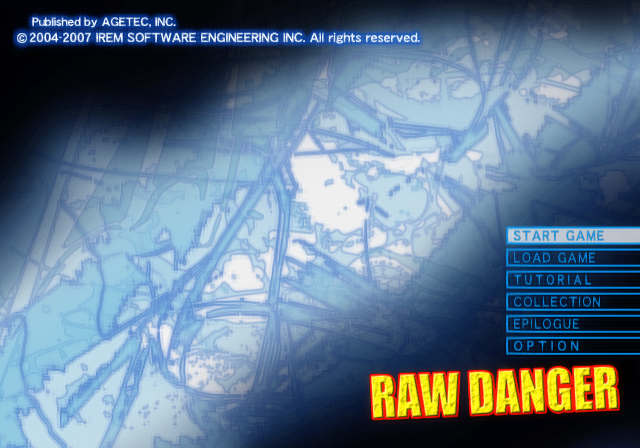 Published by AGETEC, INC.
© 2004-2007 IREM SOFTWARE ENGINEERING INC. All rights reserved.
START GAME
LOAD GAME
TUTORIAL
COLLECTION
EPILOGUE
OPTION
RAW DANGER